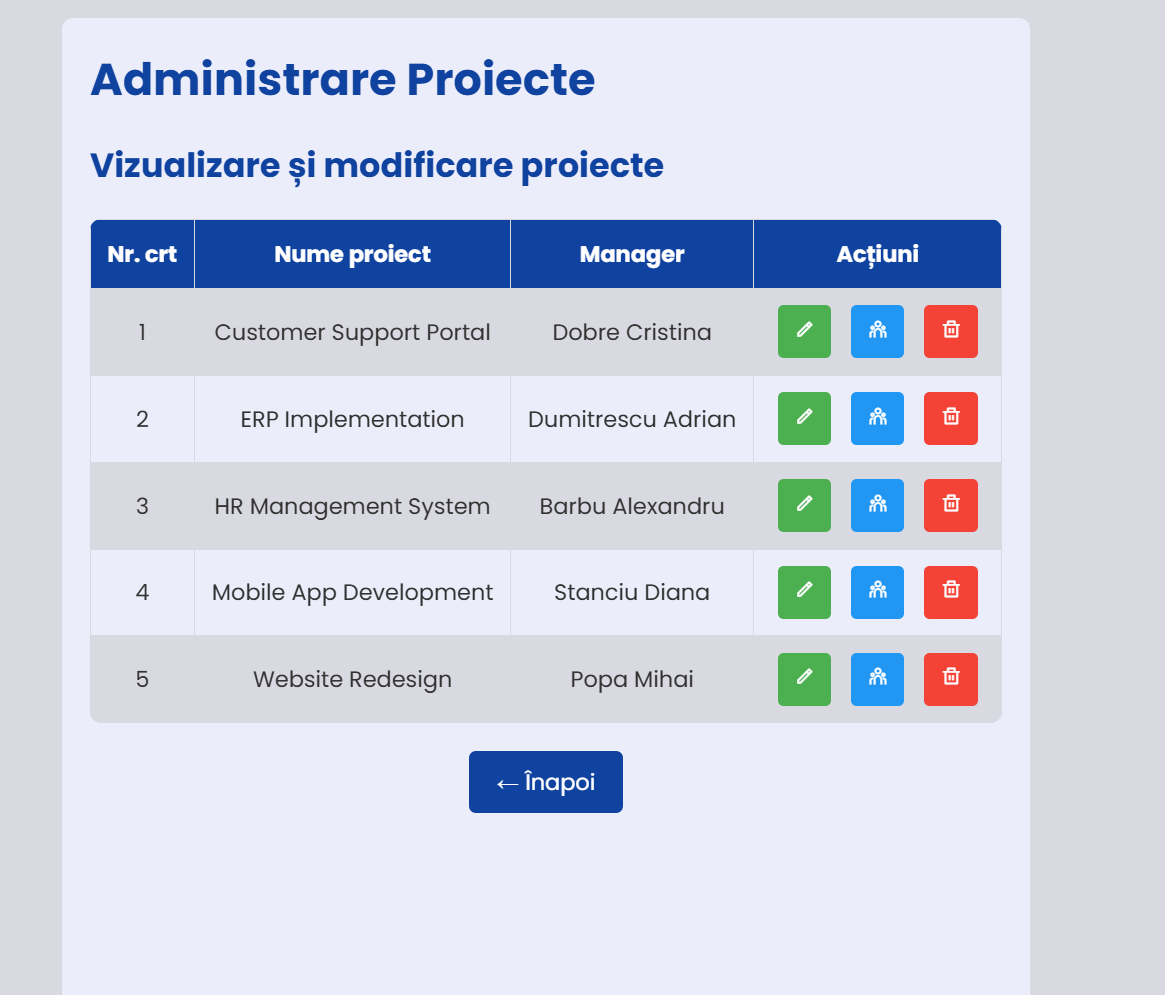 Administrare Proiecte
Vizualizare și modificare proiecte
Nr. crt Nume proiect Manager Acțiuni
1 Customer Support Portal Dobre Cristina
2 ERP Implementation Dumitrescu Adrian
3 HR Management System Barbu Alexandru
4 Mobile App Development Stanciu Diana
5 Website Redesign Popa Mihai
← Înapoi